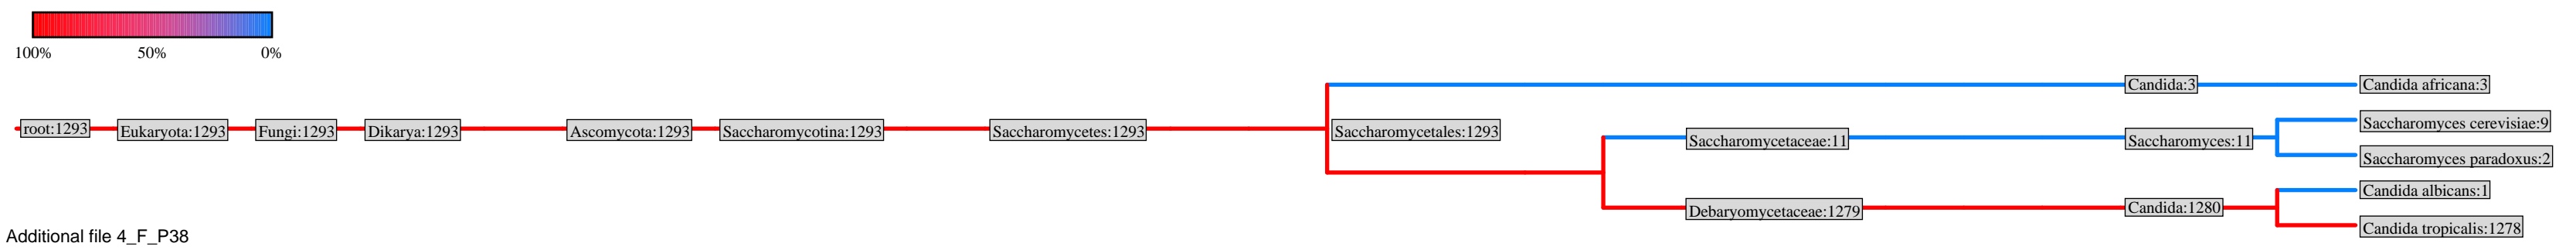 100% 50% 0%
Candida:3 Candida africana:3
root:1293 Eukaryota:1293 Fungi:1293 Dikarya:1293 Ascomycota:1293 Saccharomycotina:1293 Saccharomycetes:1293 Saccharomycetales:1293
Saccharomyces cerevisiae:9
Saccharomycetaceae:11 Saccharomyces:11
Saccharomyces paradoxus:2
Candida albicans:1
Debaryomycetaceae:1279 Candida:1280
Candida tropicalis:1278
Additional file 4_F_P38